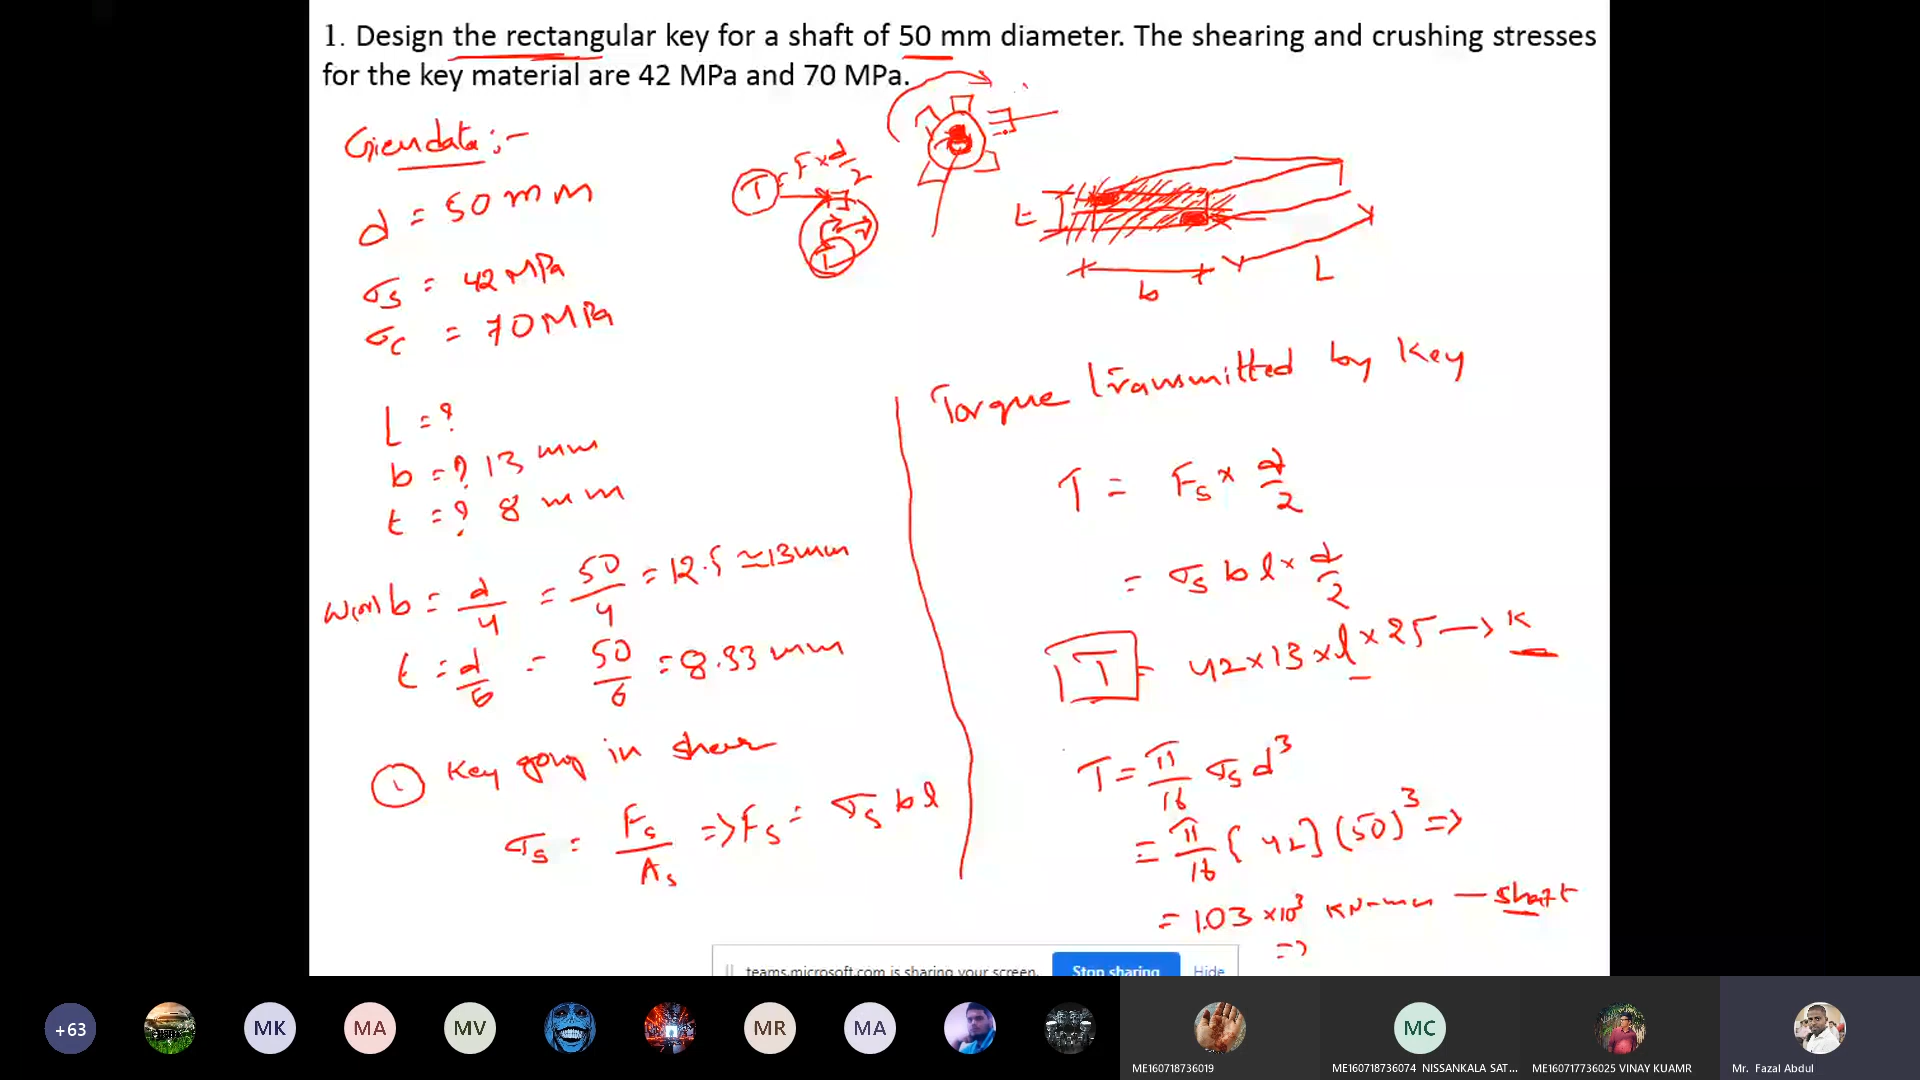 1. Design the rectangular key for a shaft of 50 mm diameter. The shearing and crushing stresses
for the key material are 42 MPa and 70 MPa.
Given data :-
d = 50 mm
σs = 42 MPa
σc = 70 MPa
L = ?
b = ? 13 mm
t = ? 8 mm
b = d/4 = 50/4 = 12.5 ≃ 13 mm
t = d/6 = 50/6 = 8.33 mm
① Key going in shear
σs = Fs/As => Fs = σs b l
T = F × d/2
t
b
L
Torque transmitted by Key
T = Fs × d/2
= σs b l × d/2
T = 42 × 13 × l × 25 → K
T = π/16 σs d³
= π/16 [42] (50)³ =>
= 1.03 × 10³ KN-mm — shaft
=>
teams.microsoft.com is sharing your screen.
Stop sharing
Hide
+63
MK
MA
MV
MR
MA
MC
ME160718736019
ME160718736074 NISSANKALA SAT...
ME160717736025 VINAY KUAMR
Mr. Fazal Abdul